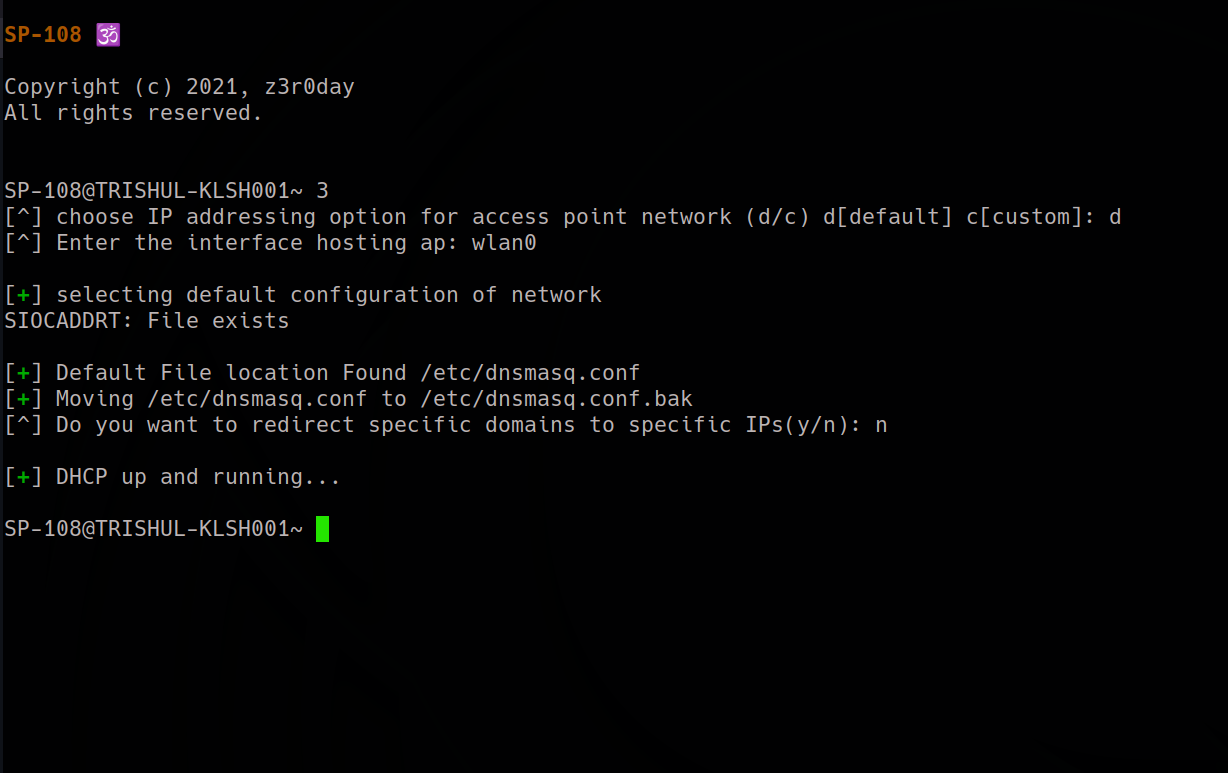 SP-108 🕉
Copyright (c) 2021, z3r0day
All rights reserved.
SP-108@TRISHUL-KLSH001~ 3
[^] choose IP addressing option for access point network (d/c) d[default] c[custom]: d
[^] Enter the interface hosting ap: wlan0
[+] selecting default configuration of network
SIOCADDRT: File exists
[+] Default File location Found /etc/dnsmasq.conf
[+] Moving /etc/dnsmasq.conf to /etc/dnsmasq.conf.bak
[^] Do you want to redirect specific domains to specific IPs(y/n): n
[+] DHCP up and running...
SP-108@TRISHUL-KLSH001~